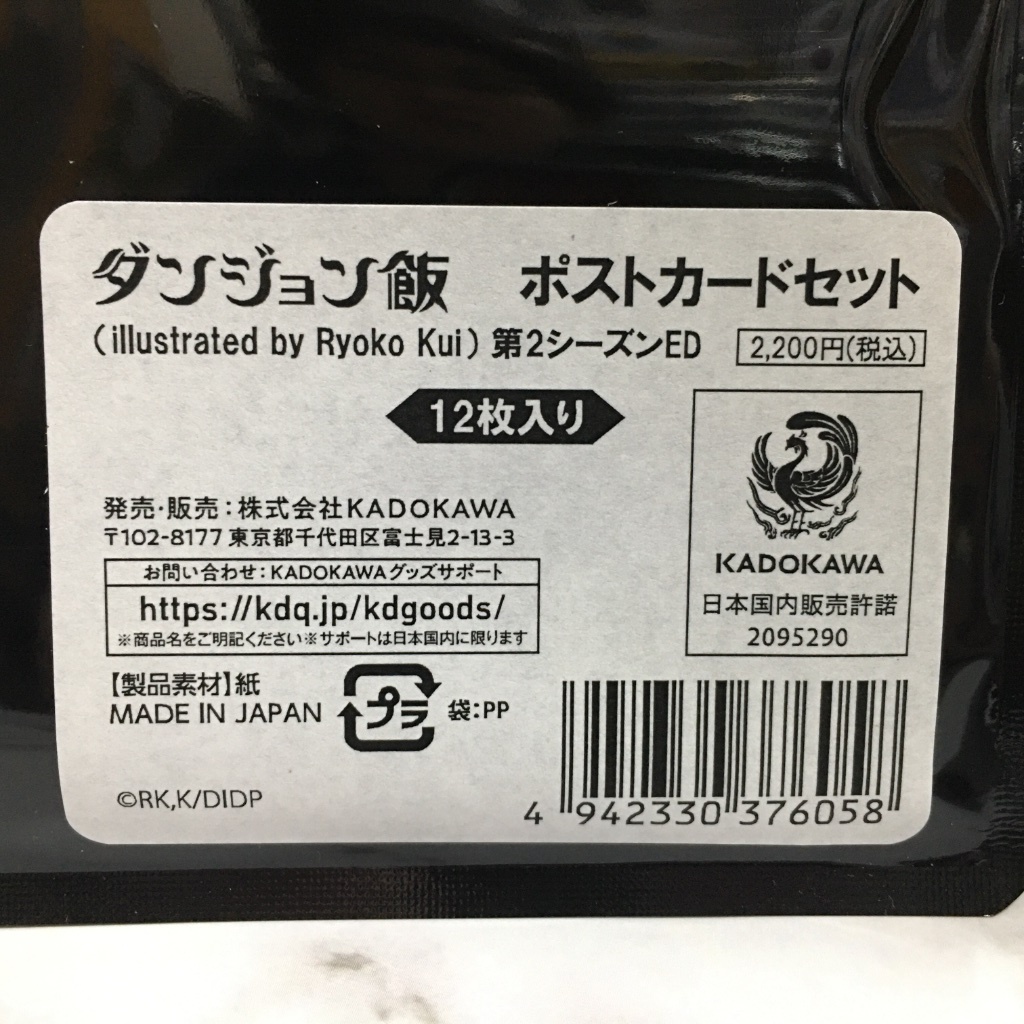 ダンジョン飯 ポストカードセット
(illustrated by Ryoko Kui) 第2シーズンED 2,200円(税込)
12枚入り
発売・販売:株式会社KADOKAWA
〒102-8177 東京都千代田区富士見2-13-3
お問い合わせ:KADOKAWAグッズサポート
https://kdq.jp/kdgoods/
※商品名をご明記ください※サポートは日本国内に限ります
KADOKAWA
日本国内販売許諾
2095290
【製品素材】紙
MADE IN JAPAN
プラ 袋:PP
©RK,K/DIDP
4 942330 376058